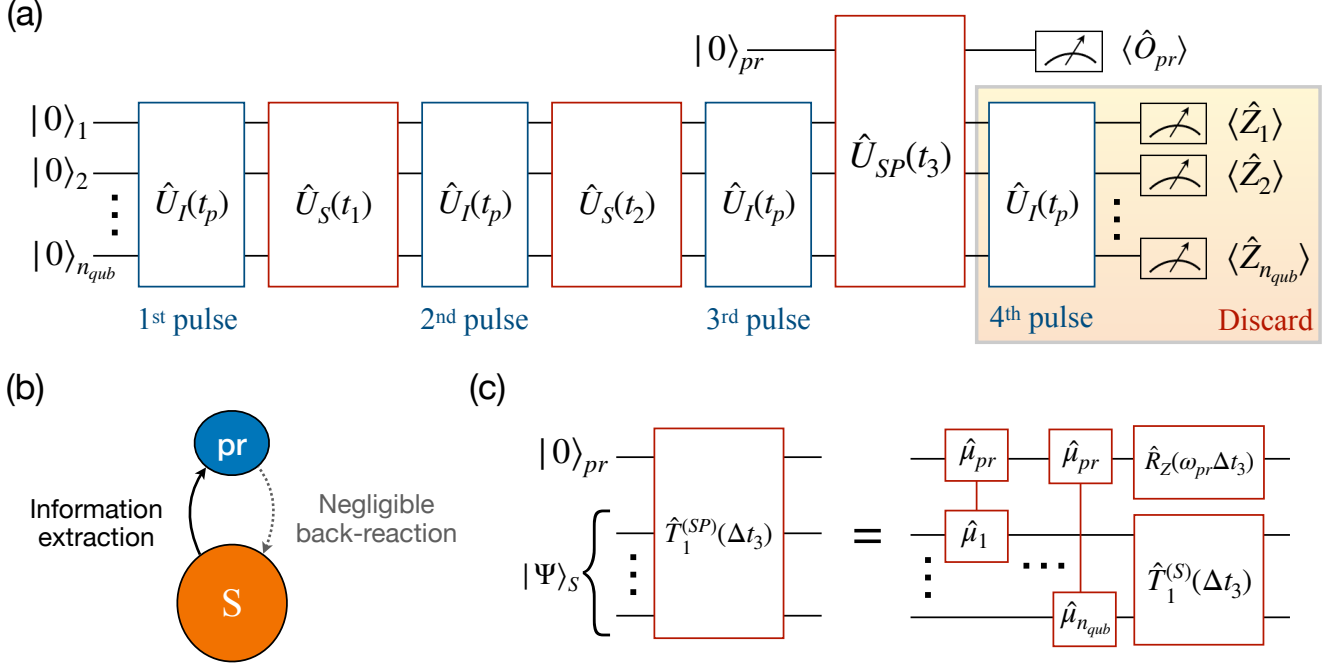 (a)
|0⟩_pr
⟨Ô_pr⟩
|0⟩_1
|0⟩_2
|0⟩_{n_qub}
Û_I(t_p)
Û_S(t_1)
Û_I(t_p)
Û_S(t_2)
Û_I(t_p)
Û_SP(t_3)
Û_I(t_p)
⟨Ẑ_1⟩
⟨Ẑ_2⟩
⟨Ẑ_{n_qub}⟩
1st pulse
2nd pulse
3rd pulse
4th pulse
Discard
(b)
pr
Information
extraction
Negligible
back-reaction
S
(c)
|0⟩_pr
|Ψ⟩_S
T̂_1^(SP)(Δt_3)
=
μ̂_pr
μ̂_pr
R̂_Z(ω_pr Δt_3)
μ̂_1
μ̂_{n_qub}
T̂_1^(S)(Δt_3)